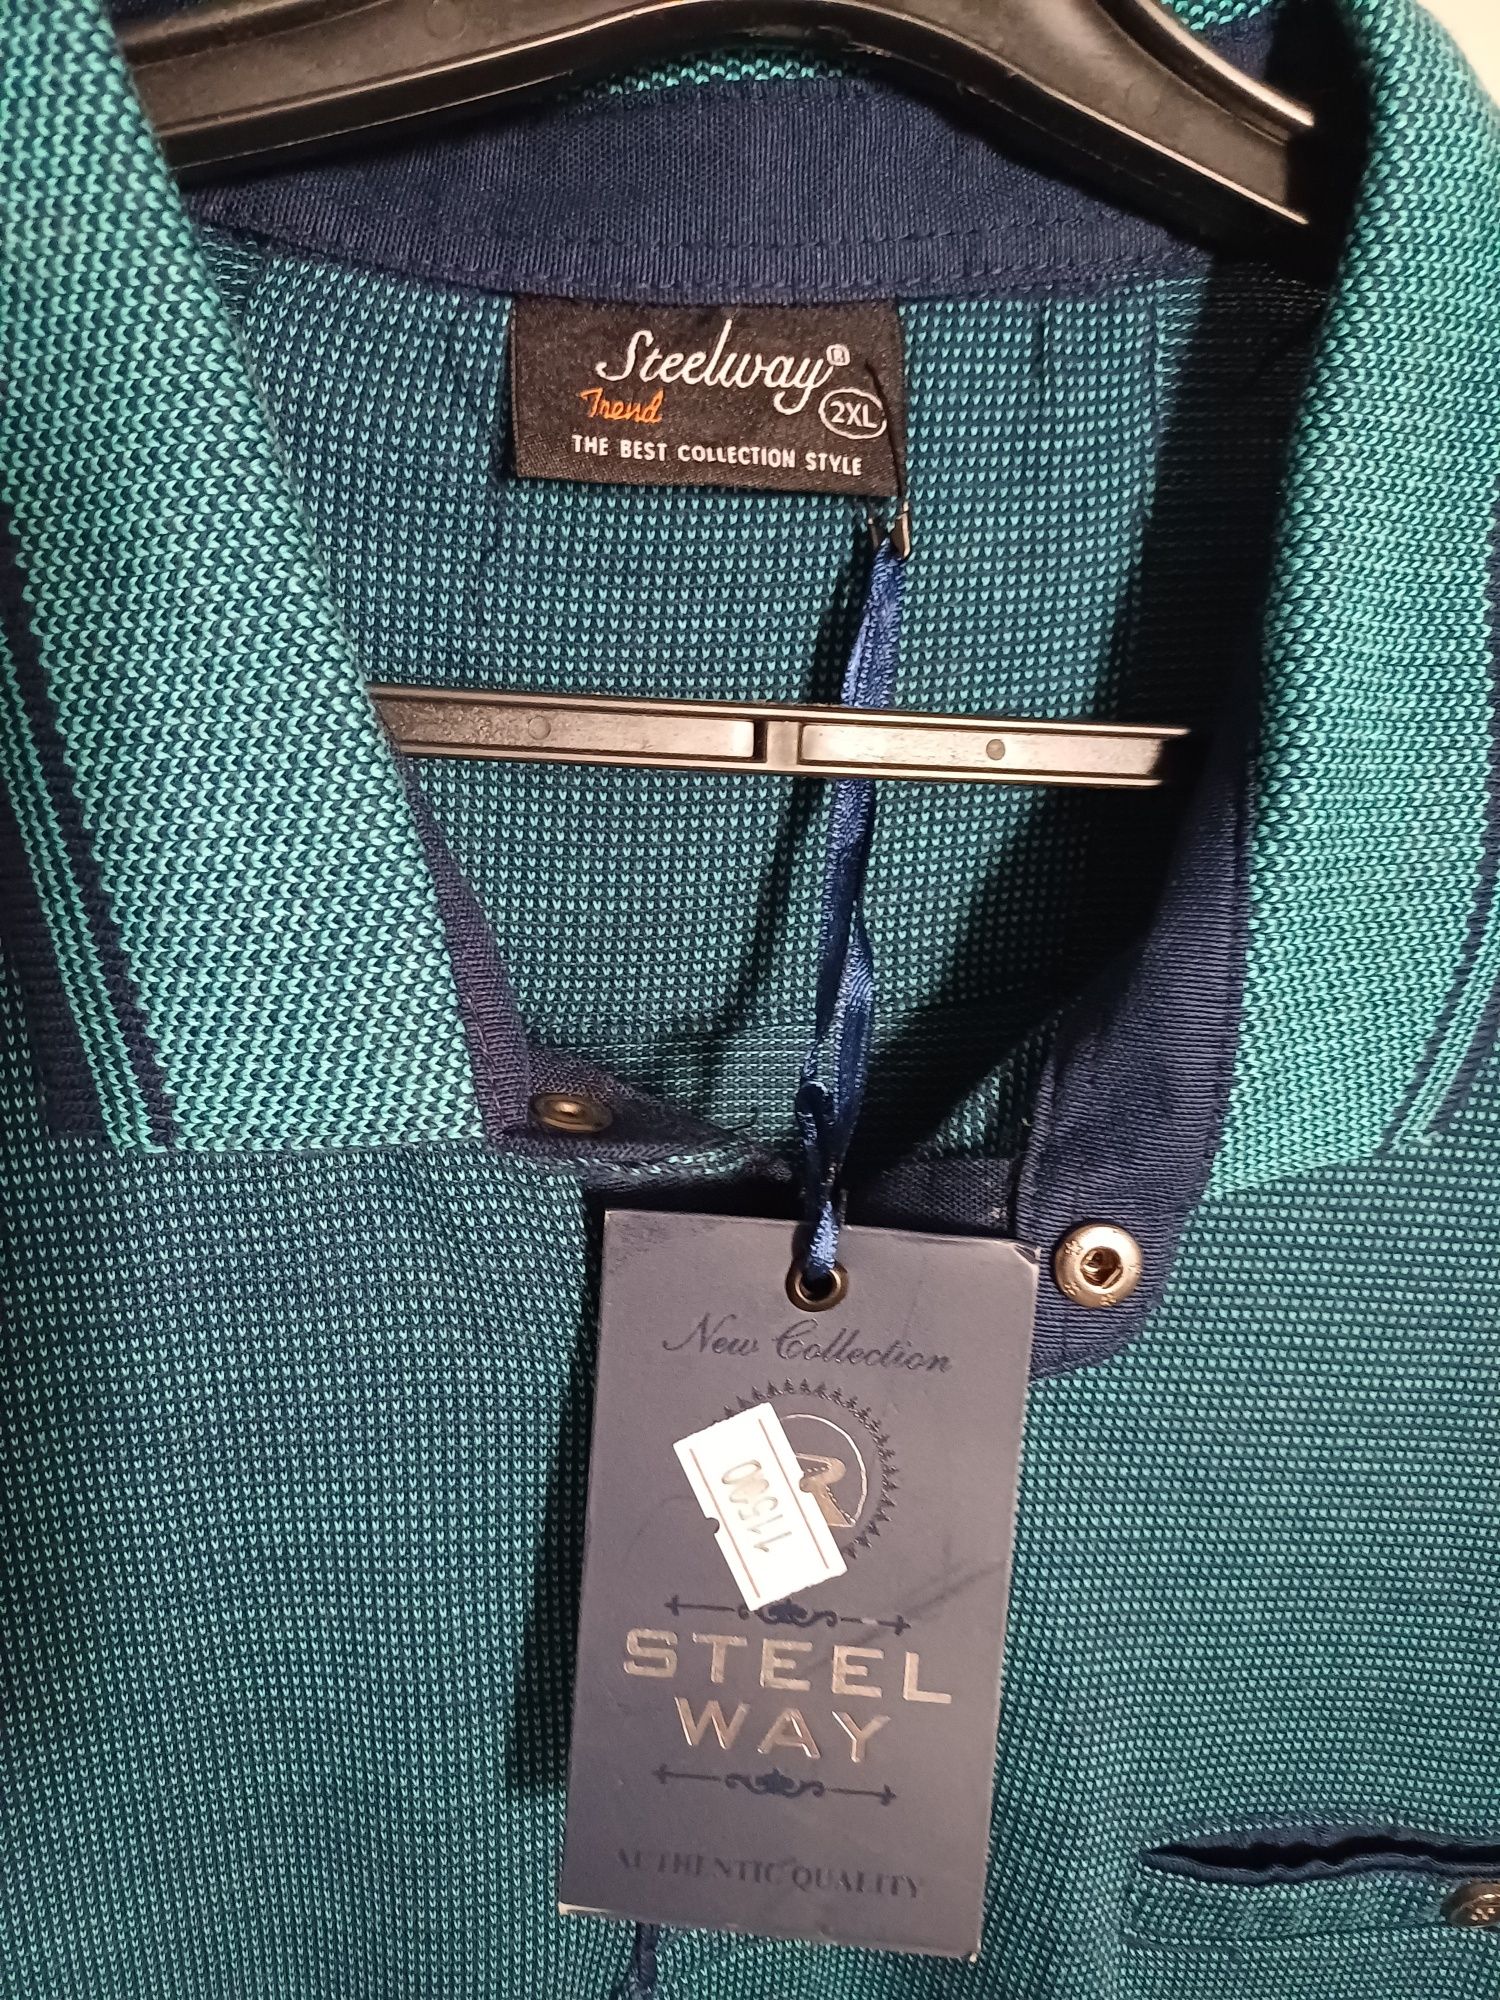 Steelway®
Trend
2XL
THE BEST COLLECTION STYLE
New Collection
11500
STEEL
WAY
AUTHENTIC QUALITY